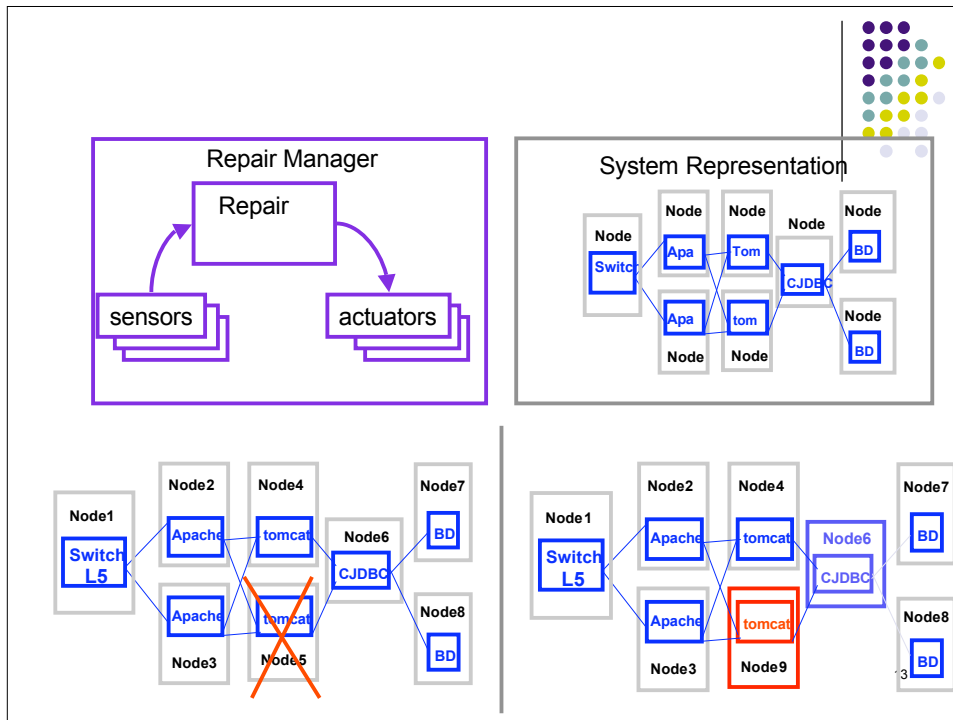 Repair Manager
Repair
sensors
actuators
System Representation
Node
Switch
Node
Apa
Apa
Node
Node
Tom
tom
Node
Node
CJDBC
Node
BD
Node
BD
Node1
Switch
L5
Node2
Apache
Apache
Node3
Node4
tomcat
tomcat
Node5
Node6
CJDBC
Node7
BD
Node8
BD
Node1
Switch
L5
Node2
Apache
Apache
Node3
Node4
tomcat
tomcat
Node9
Node6
CJDBC
Node7
BD
Node8
BD
13